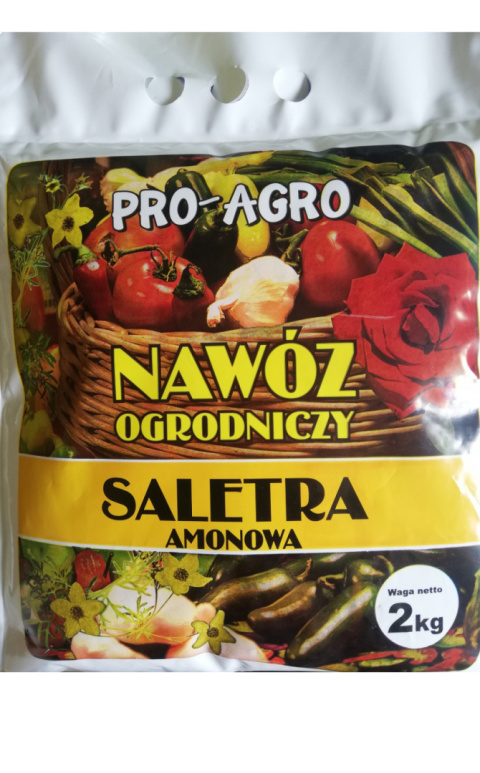 PRO-AGRO
NAWÓZ
OGRODNICZY
SALETRA
AMONOWA
Waga netto
2kg